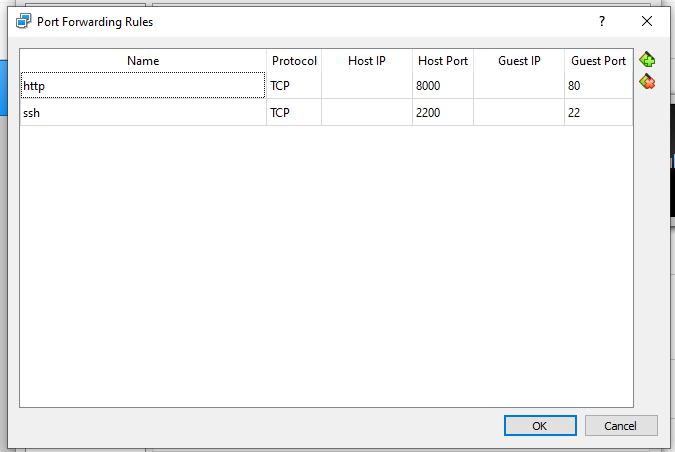 Port Forwarding Rules ?
Name Protocol Host IP Host Port Guest IP Guest Port
http TCP 8000 80
ssh TCP 2200 22
OK Cancel